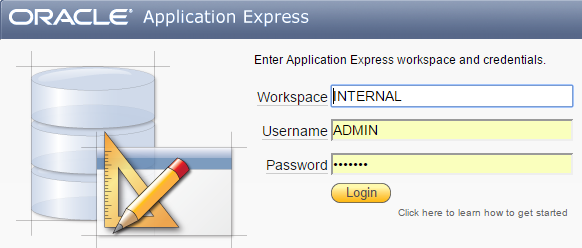 ORACLE® Application Express
Enter Application Express workspace and credentials.
Workspace INTERNAL
Username ADMIN
Password •••••••
Login
Click here to learn how to get started